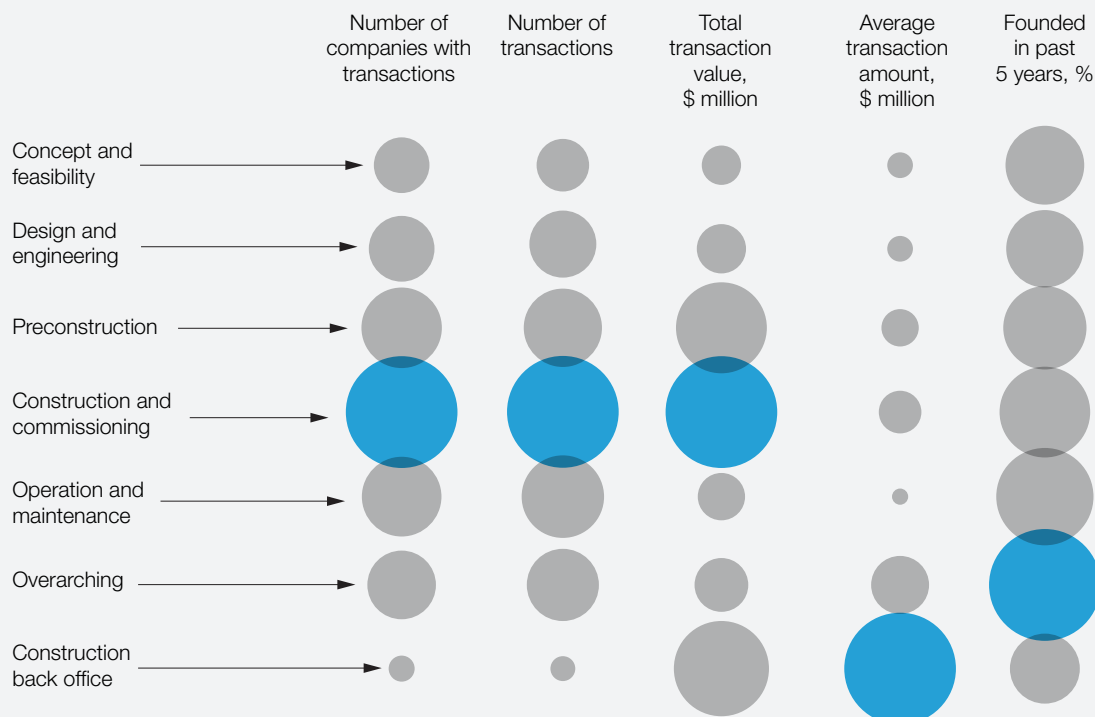 Number of
companies with
transactions
Number of
transactions
Total
transaction
value,
$ million
Average
transaction
amount,
$ million
Founded
in past
5 years, %
Concept and
feasibility
Design and
engineering
Preconstruction
Construction and
commissioning
Operation and
maintenance
Overarching
Construction
back office